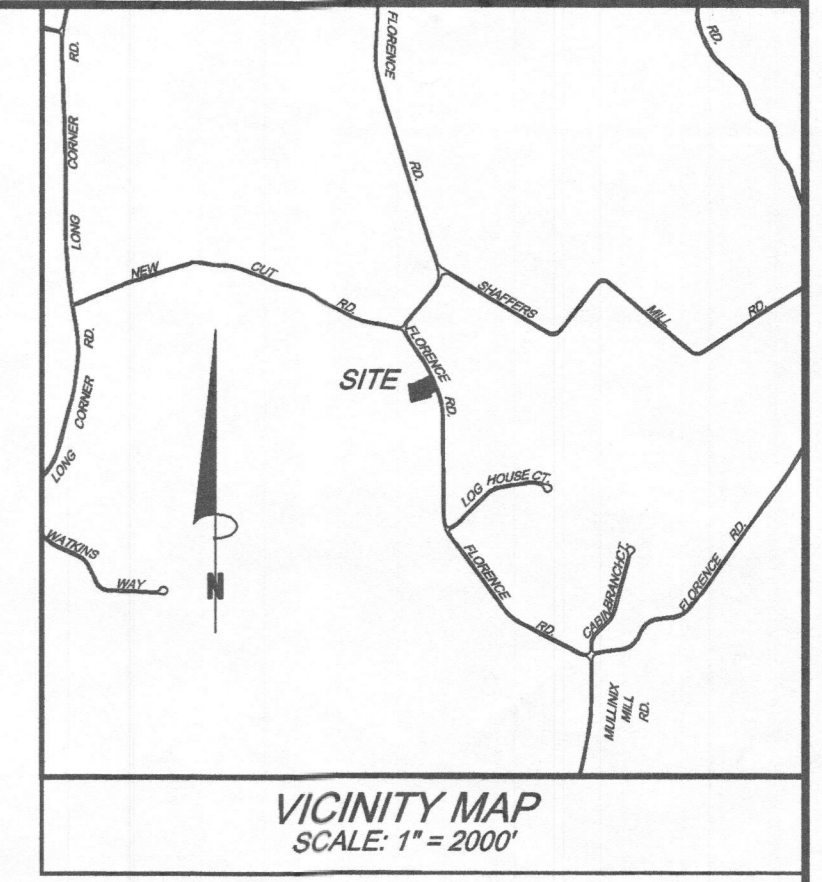 RD.
CORNER
LONG
FLORENCE
RD.
RD.
NEW CUT RD.
SHAFFERS MILL RD.
RD.
CORNER
LONG
FLORENCE RD.
SITE
LOG HOUSE CT.
WATKINS WAY
N
FLORENCE RD.
CABIN BRANCH CT.
FLORENCE RD.
MULLINIX
MILL
RD.
VICINITY MAP
SCALE: 1" = 2000'